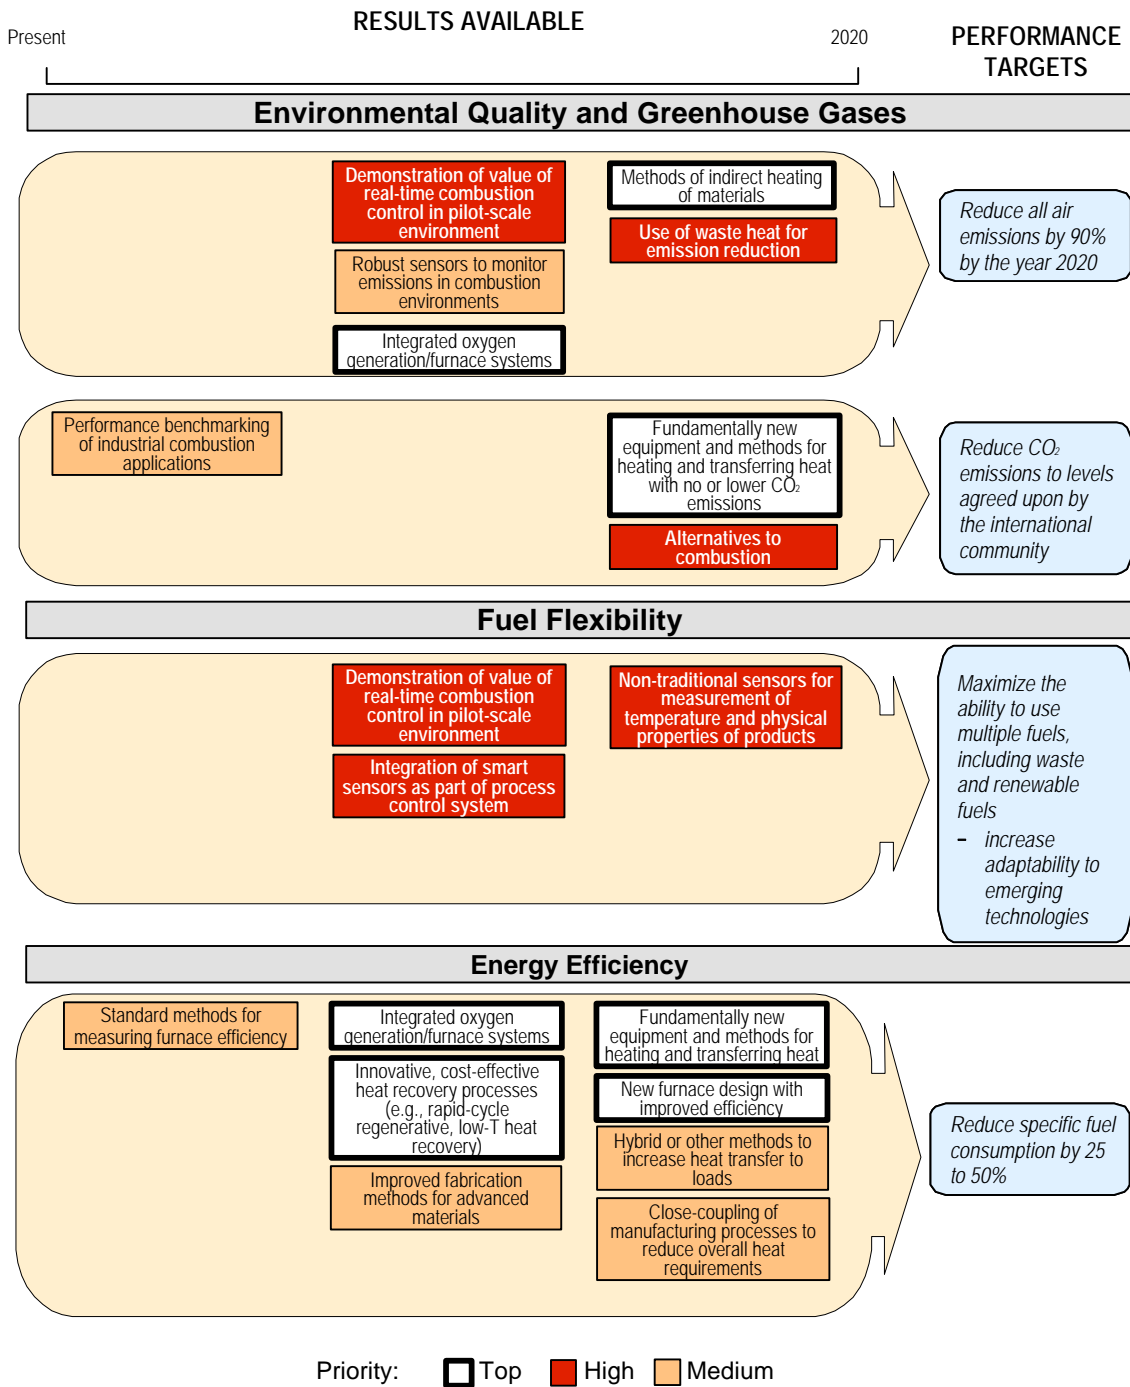 RESULTS AVAILABLE
Present
2020
PERFORMANCE
TARGETS
Environmental Quality and Greenhouse Gases
Demonstration of value of
real-time combustion
control in pilot-scale
environment
Robust sensors to monitor
emissions in combustion
environments
Integrated oxygen
generation/furnace systems
Methods of indirect heating
of materials
Use of waste heat for
emission reduction
Reduce all air
emissions by 90%
by the year 2020
Performance benchmarking
of industrial combustion
applications
Fundamentally new
equipment and methods for
heating and transferring heat
with no or lower CO₂
emissions
Alternatives to
combustion
Reduce CO₂
emissions to levels
agreed upon by
the international
community
Fuel Flexibility
Demonstration of value of
real-time combustion
control in pilot-scale
environment
Integration of smart
sensors as part of process
control system
Non-traditional sensors for
measurement of
temperature and physical
properties of products
Maximize the
ability to use
multiple fuels,
including waste
and renewable
fuels
– increase
adaptability to
emerging
technologies
Energy Efficiency
Standard methods for
measuring furnace efficiency
Integrated oxygen
generation/furnace systems
Innovative, cost-effective
heat recovery processes
(e.g., rapid-cycle
regenerative, low-T heat
recovery)
Improved fabrication
methods for advanced
materials
Fundamentally new
equipment and methods for
heating and transferring heat
New furnace design with
improved efficiency
Hybrid or other methods to
increase heat transfer to
loads
Close-coupling of
manufacturing processes to
reduce overall heat
requirements
Reduce specific fuel
consumption by 25
to 50%
Priority: Top High Medium